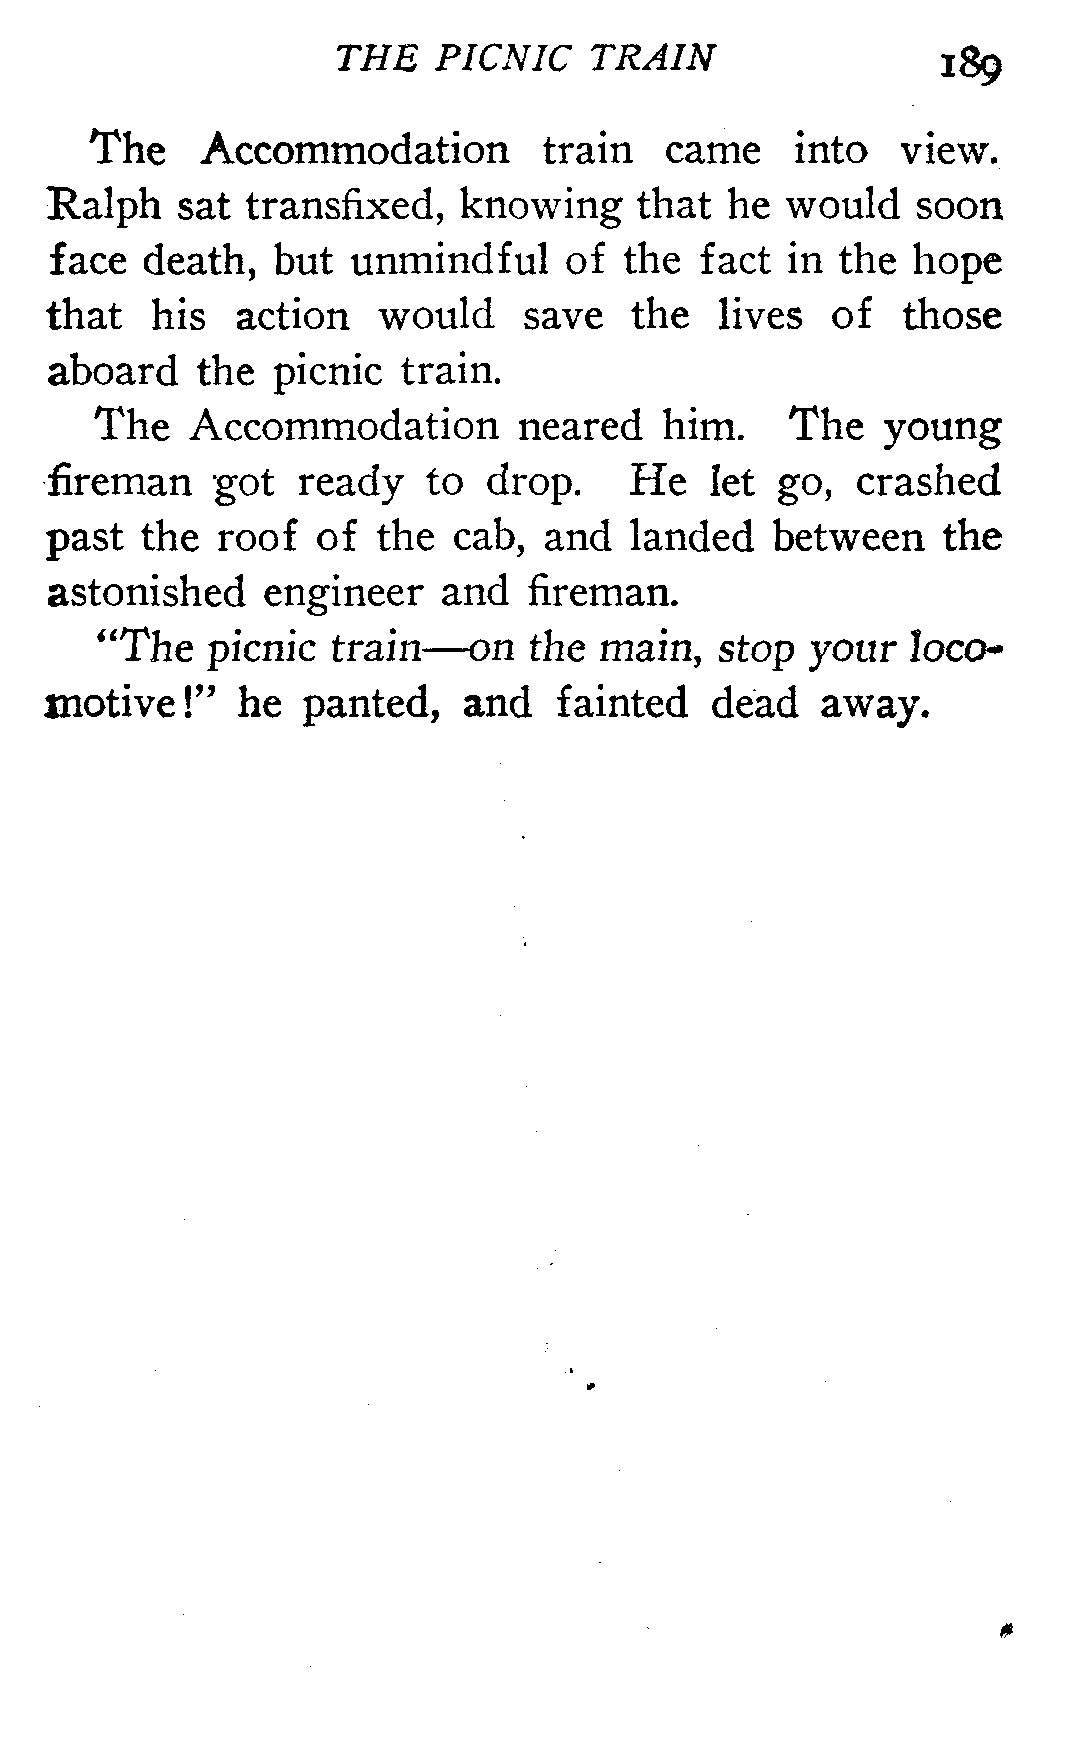 THE PICNIC TRAIN 189
The Accommodation train came into view.
Ralph sat transfixed, knowing that he would soon
face death, but unmindful of the fact in the hope
that his action would save the lives of those
aboard the picnic train.
The Accommodation neared him. The young
fireman got ready to drop. He let go, crashed
past the roof of the cab, and landed between the
astonished engineer and fireman.
"The picnic train—on the main, stop your loco-
motive!" he panted, and fainted dead away.